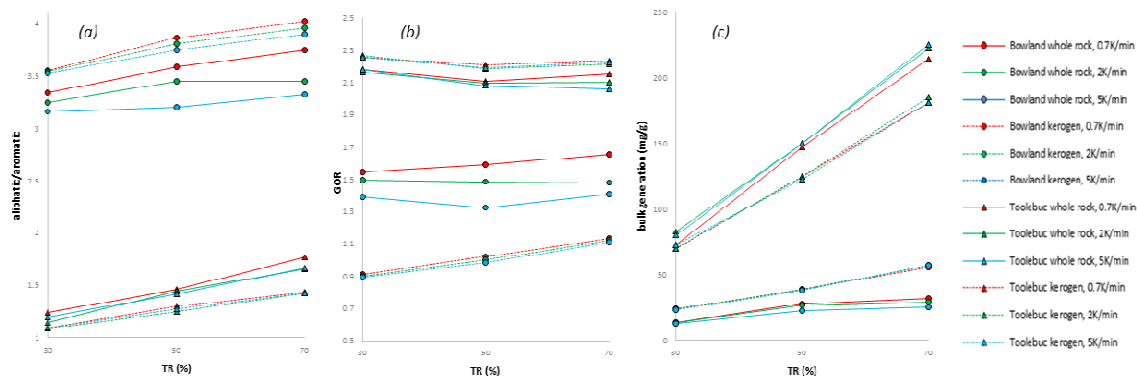 (a)
aliphatic/aromatic
4
3.5
3
2.5
2
1.5
1
30
50
70
TR (%)
(b)
GOR
2.5
2.3
2.1
1.9
1.7
1.5
1.3
1.1
0.9
0.7
0.5
30
50
70
TR (%)
(c)
bulk generation (mg/g)
250
200
150
100
50
0
30
50
70
TR (%)
Bowland whole rock, 0.7K/min
Bowland whole rock, 2K/min
Bowland whole rock, 5K/min
Bowland kerogen, 0.7K/min
Bowland kerogen, 2K/min
Bowland kerogen, 5K/min
Toolebuc whole rock, 0.7K/min
Toolebuc whole rock, 2K/min
Toolebuc whole rock, 5K/min
Toolebuc kerogen, 0.7K/min
Toolebuc kerogen, 2K/min
Toolebuc kerogen, 5K/min